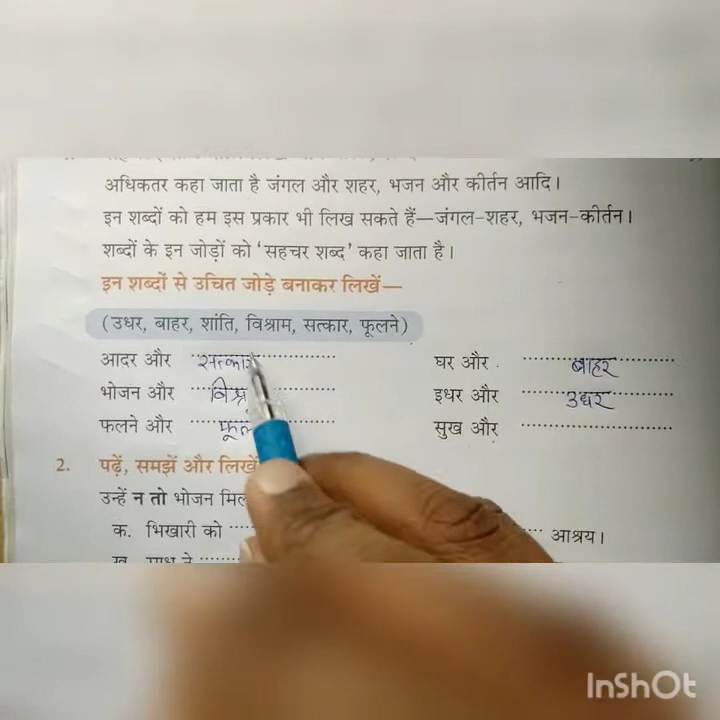 अधिकतर कहा जाता है जंगल और शहर, भजन और कीर्तन आदि।
इन शब्दों को हम इस प्रकार भी लिख सकते हैं—जंगल-शहर, भजन-कीर्तन।
शब्दों के इन जोड़ों को 'सहचर शब्द' कहा जाता है।
इन शब्दों से उचित जोड़े बनाकर लिखें—
(उधर, बाहर, शांति, विश्राम, सत्कार, फूलने)
आदर और सत्कार घर और बाहर
भोजन और इधर और उधर
फलने और सुख और
2. पढ़ें, समझें और लिखें
उन्हें न तो भोजन
क. भिखारी को आश्रय।
InShOt